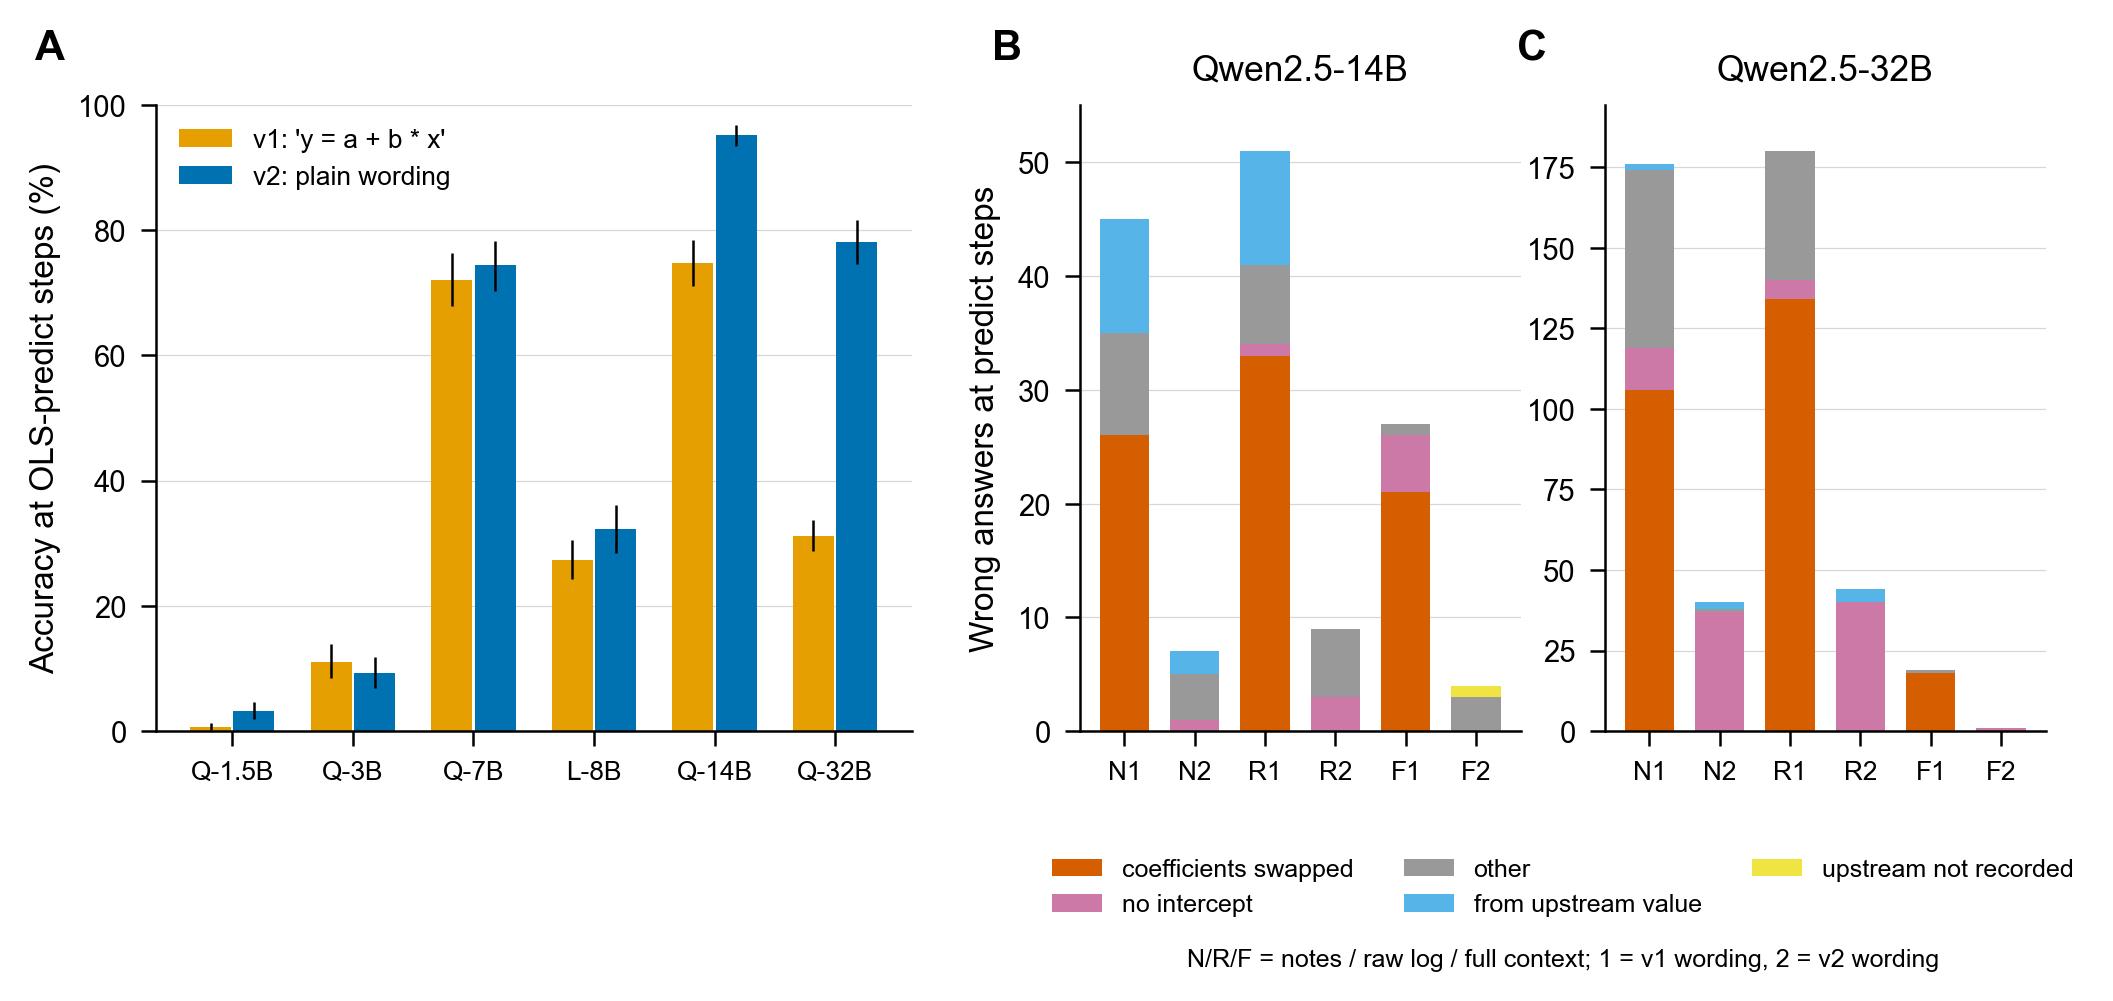 A
Accuracy at OLS-predict steps (%)
100
80
60
40
20
0
v1: 'y = a + b * x'
v2: plain wording
Q-1.5B
Q-3B
Q-7B
L-8B
Q-14B
Q-32B
B
Qwen2.5-14B
Wrong answers at predict steps
50
40
30
20
10
0
N1
N2
R1
R2
F1
F2
C
Qwen2.5-32B
175
150
125
100
75
50
25
0
N1
N2
R1
R2
F1
F2
coefficients swapped
no intercept
other
from upstream value
upstream not recorded
N/R/F = notes / raw log / full context; 1 = v1 wording, 2 = v2 wording